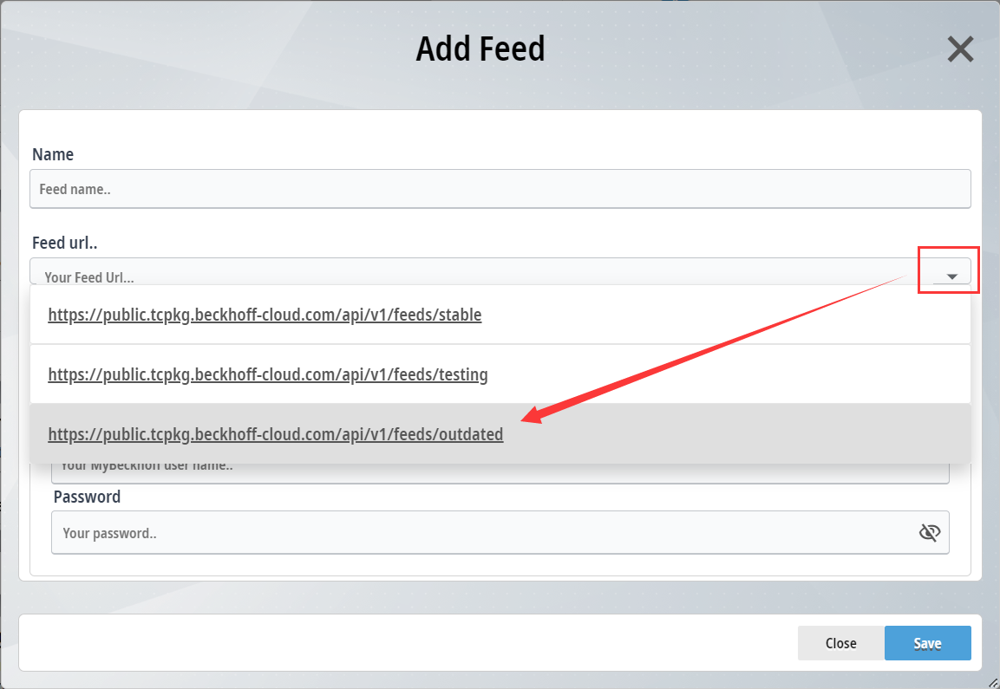 Add Feed
Name
Feed name..
Feed url..
Your Feed Url...
https://public.tcpkg.beckhoff-cloud.com/api/v1/feeds/stable
https://public.tcpkg.beckhoff-cloud.com/api/v1/feeds/testing
https://public.tcpkg.beckhoff-cloud.com/api/v1/feeds/outdated
Your MyBeckhoff user name..
Password
Your password..
Close
Save